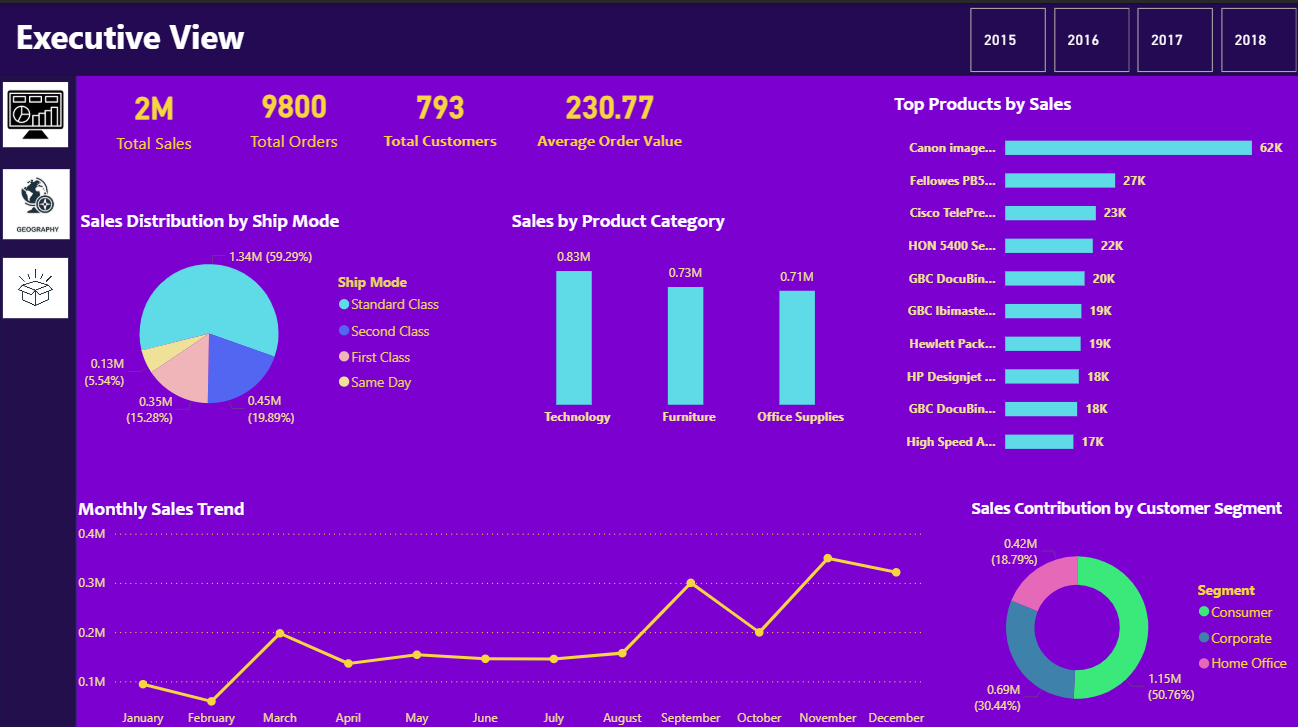 Executive View
2015
2016
2017
2018
GEOGRAPHY
2M
Total Sales
9800
Total Orders
793
Total Customers
230.77
Average Order Value
Top Products by Sales
Canon image...
62K
Fellowes PB5...
27K
Cisco TelePre...
23K
HON 5400 Se...
22K
GBC DocuBin...
20K
GBC Ibimaste...
19K
Hewlett Pack...
19K
HP Designjet ...
18K
GBC DocuBin...
18K
High Speed A...
17K
Sales Distribution by Ship Mode
1.34M (59.29%)
0.13M
(5.54%)
0.35M
(15.28%)
0.45M
(19.89%)
Ship Mode
Standard Class
Second Class
First Class
Same Day
Sales by Product Category
0.83M
0.73M
0.71M
Technology
Furniture
Office Supplies
Monthly Sales Trend
0.4M
0.3M
0.2M
0.1M
January
February
March
April
May
June
July
August
September
October
November
December
Sales Contribution by Customer Segment
0.42M
(18.79%)
0.69M
(30.44%)
1.15M
(50.76%)
Segment
Consumer
Corporate
Home Office